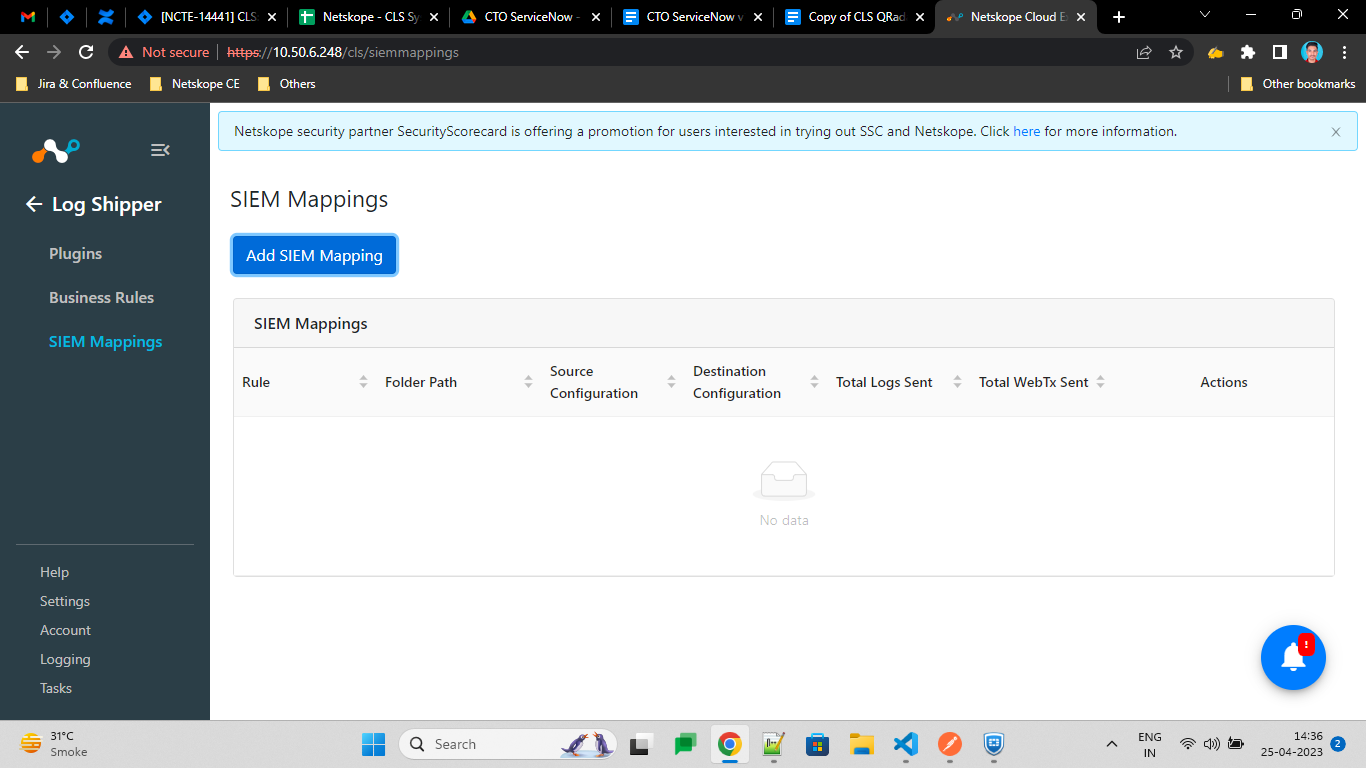 [NCTE-14441] CLS:
Netskope - CLS Sy
CTO ServiceNow -
CTO ServiceNow v
Copy of CLS QRad
Netskope Cloud E
Not secure
https://10.50.6.248/cls/siemmappings
Jira & Confluence
Netskope CE
Others
Other bookmarks
Netskope security partner SecurityScorecard is offering a promotion for users interested in trying out SSC and Netskope. Click here for more information.
Log Shipper
Plugins
Business Rules
SIEM Mappings
Help
Settings
Account
Logging
Tasks
SIEM Mappings
Add SIEM Mapping
SIEM Mappings
Rule
Folder Path
Source
Configuration
Destination
Configuration
Total Logs Sent
Total WebTx Sent
Actions
No data
!
31°C
Smoke
Search
ENG
IN
14:36
25-04-2023
2